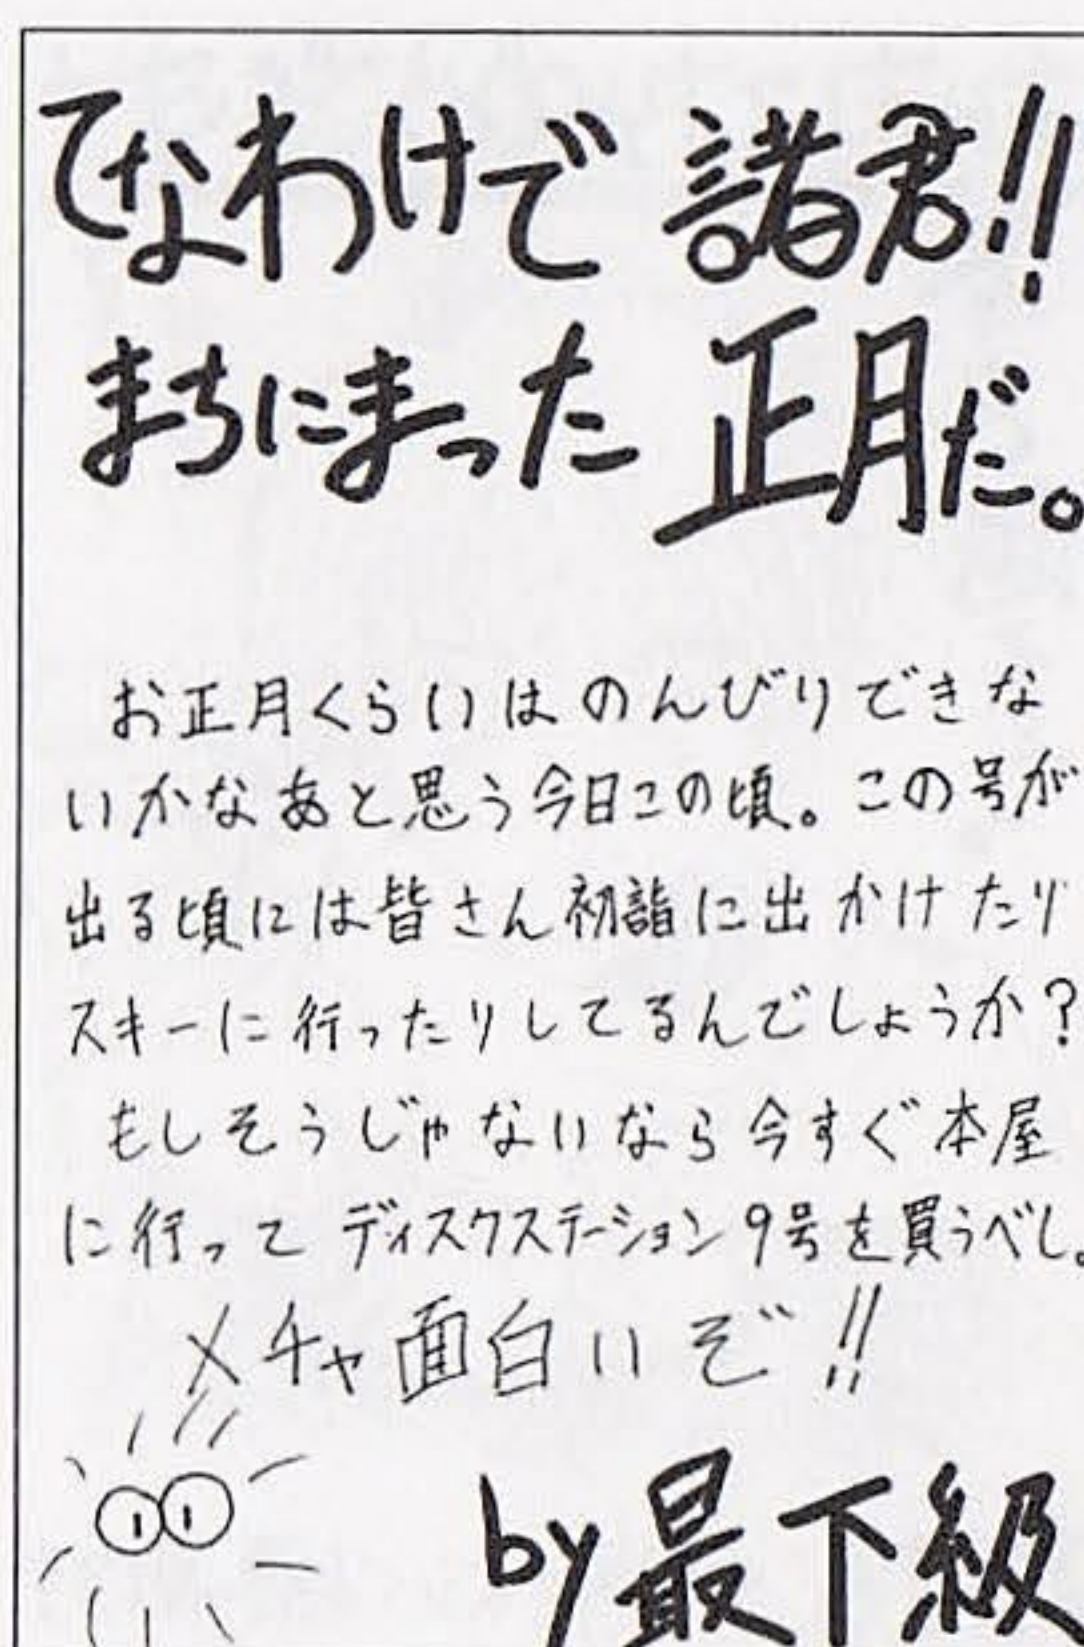 てなわけで 諸君!!
まちにまった 正月だ。
お正月くらいはのんびりできな
いかなあと思う今日この頃。この号が
出る頃には皆さん初詣に出かけたり
スキーに行ったりしてるんでしょうか?
もしそうじゃないなら今すぐ本屋
に行って ディスクステーション9号を買うべし。
メチャ面白いぞ!!
by 最下級